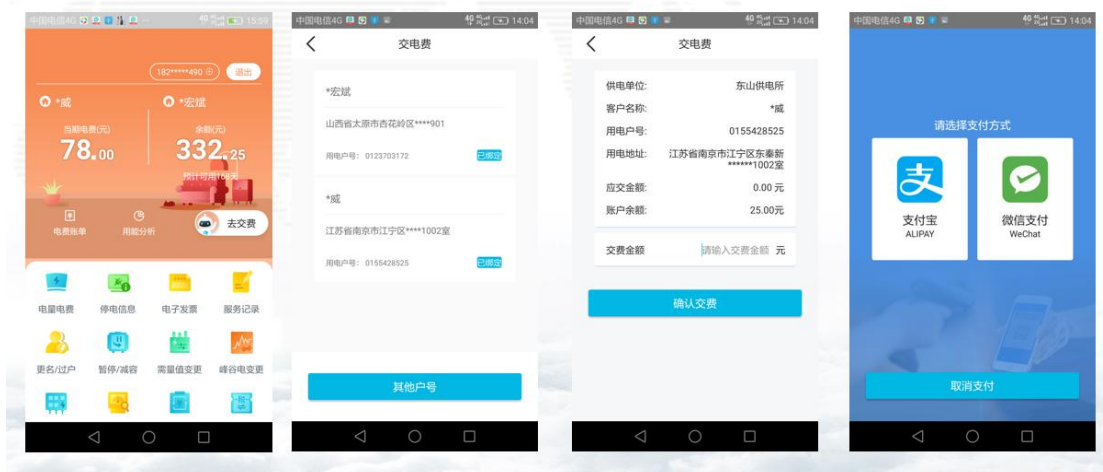 中国电信4G 15:59
182*****490 退出
*威 *宏斌
当期电费(元) 余额(元)
78.00 332.25
预计可用168天
电费账单 用能分析 去交费
电量电费 停电信息 电子发票 服务记录
更名/过户 暂停/减容 需量值变更 峰谷电变更
中国电信4G 14:04
交电费
*宏斌
山西省太原市杏花岭区****901
用电户号: 0123703172 已绑定
*威
江苏省南京市江宁区****1002室
用电户号: 0155428525 已绑定
其他户号
中国电信4G 14:04
交电费
供电单位: 东山供电所
客户名称: *威
用电户号: 0155428525
用电地址: 江苏省南京市江宁区东秦新
******1002室
应交金额: 0.00 元
账户余额: 25.00元
交费金额 请输入交费金额 元
确认交费
中国电信4G 14:04
请选择支付方式
支
支付宝 微信支付
ALIPAY WeChat
取消支付